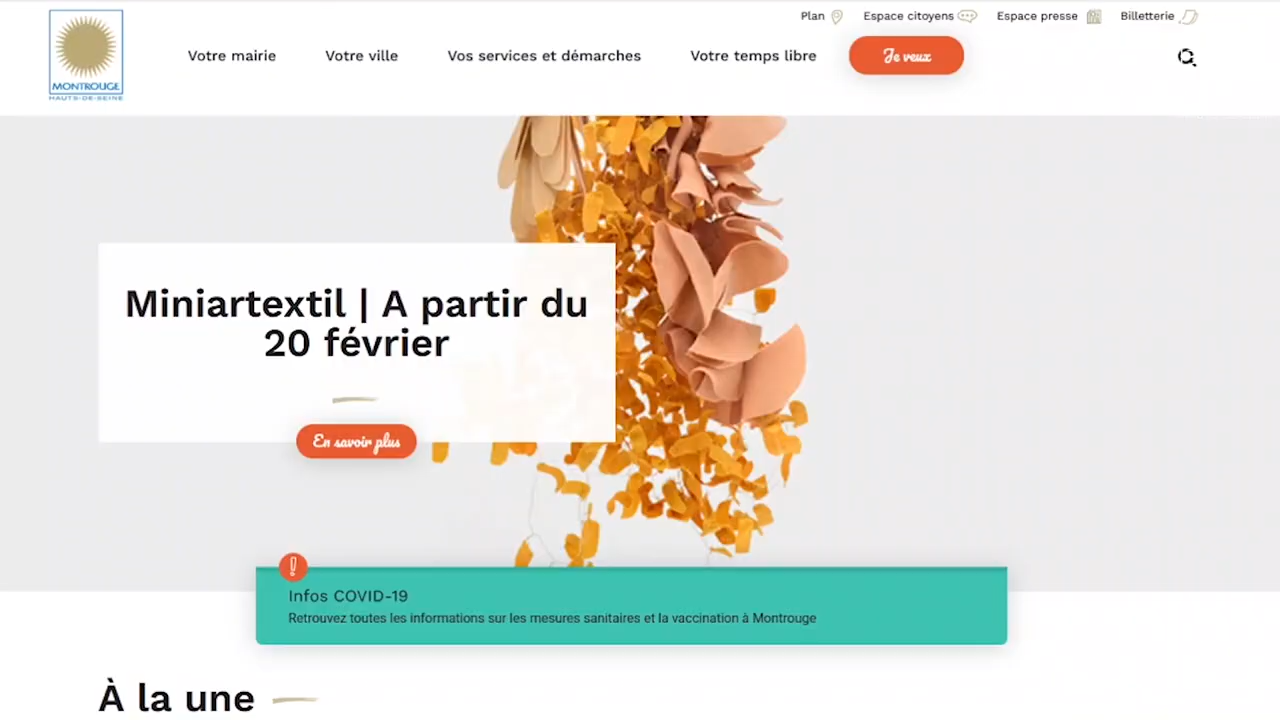 Plan
Espace citoyens
Espace presse
Billetterie
MONTROUGE
HAUTS-DE-SEINE
Votre mairie
Votre ville
Vos services et démarches
Votre temps libre
Je veux
Miniartextil | A partir du
20 février
En savoir plus
Infos COVID-19
Retrouvez toutes les informations sur les mesures sanitaires et la vaccination à Montrouge
À la une